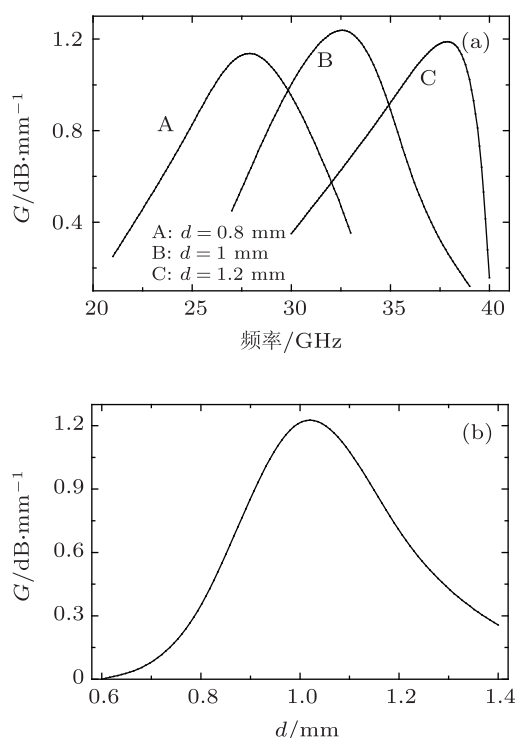 (a)
1.2
0.8
0.4
G/dB·mm⁻¹
A
B
C
A: d = 0.8 mm
B: d = 1 mm
C: d = 1.2 mm
20 25 30 35 40
频率/GHz
(b)
1.2
0.9
0.6
0.3
0
G/dB·mm⁻¹
0.6 0.8 1.0 1.2 1.4
d/mm